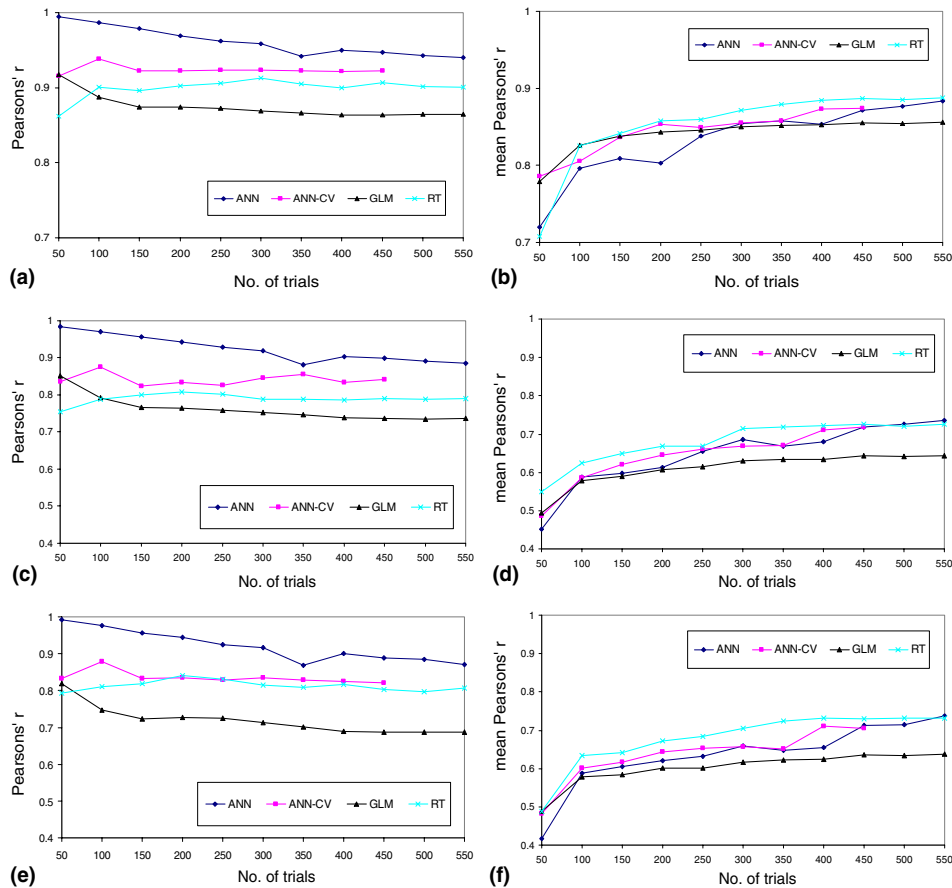 1
0.9
0.8
0.7
Pearsons' r
ANN
ANN-CV
GLM
RT
50 100 150 200 250 300 350 400 450 500 550
(a)
No. of trials
1
0.9
0.8
0.7
mean Pearsons' r
ANN
ANN-CV
GLM
RT
50 100 150 200 250 300 350 400 450 500 550
(b)
No. of trials
1
0.9
0.8
0.7
0.6
0.5
0.4
Pearsons' r
ANN
ANN-CV
GLM
RT
50 100 150 200 250 300 350 400 450 500 550
(c)
No. of trials
1
0.9
0.8
0.7
0.6
0.5
0.4
mean Pearsons' r
ANN
ANN-CV
GLM
RT
50 100 150 200 250 300 350 400 450 500 550
(d)
No. of trials
1
0.9
0.8
0.7
0.6
0.5
0.4
Pearsons' r
ANN
ANN-CV
GLM
RT
50 100 150 200 250 300 350 400 450 500 550
(e)
No. of trials
1
0.9
0.8
0.7
0.6
0.5
0.4
mean Pearsons' r
ANN
ANN-CV
GLM
RT
50 100 150 200 250 300 350 400 450 500 550
(f)
No. of trials